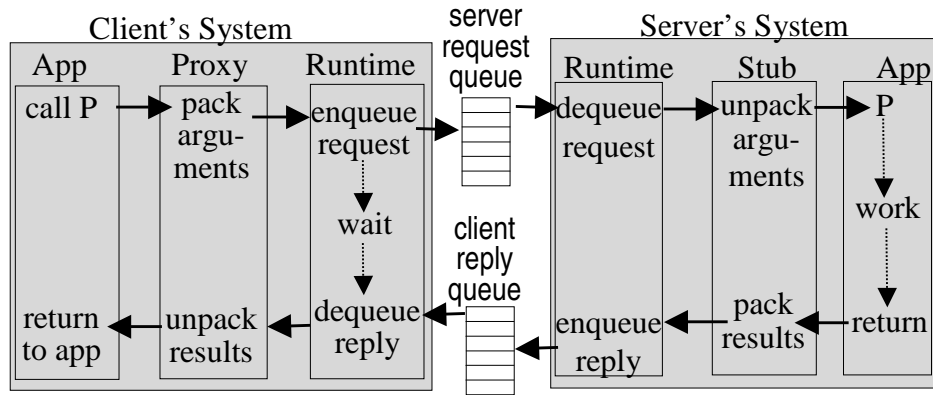 Client's System
App
Proxy
Runtime
call P
pack
argu-
ments
enqueue
request
wait
dequeue
reply
unpack
results
return
to app
server
request
queue
client
reply
queue
Server's System
Runtime
Stub
App
dequeue
request
unpack
argu-
ments
P
work
return
pack
results
enqueue
reply